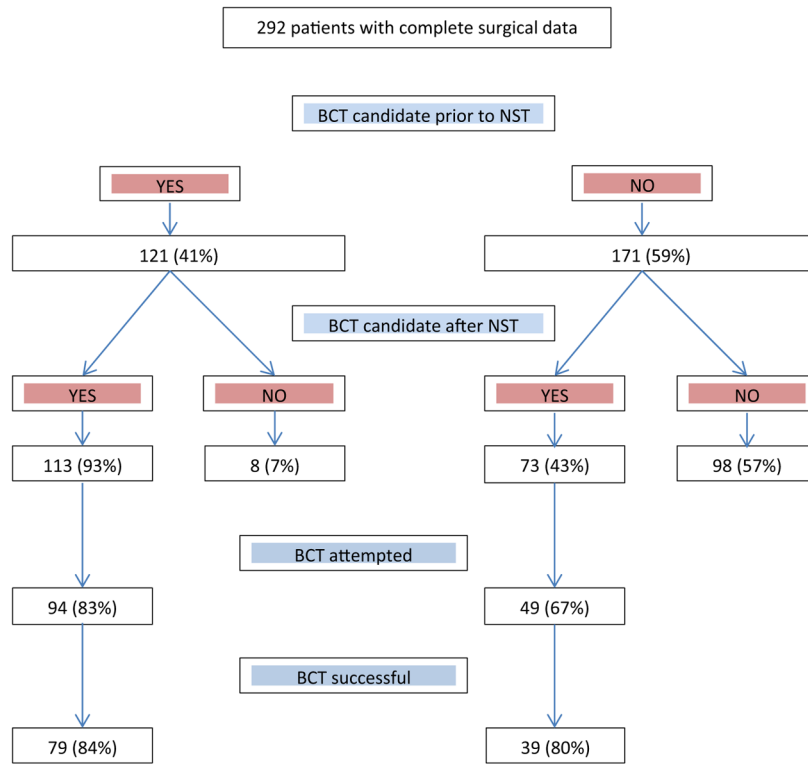 292 patients with complete surgical data
BCT candidate prior to NST
YES
NO
121 (41%)
171 (59%)
BCT candidate after NST
YES
NO
YES
NO
113 (93%)
8 (7%)
73 (43%)
98 (57%)
BCT attempted
94 (83%)
49 (67%)
BCT successful
79 (84%)
39 (80%)